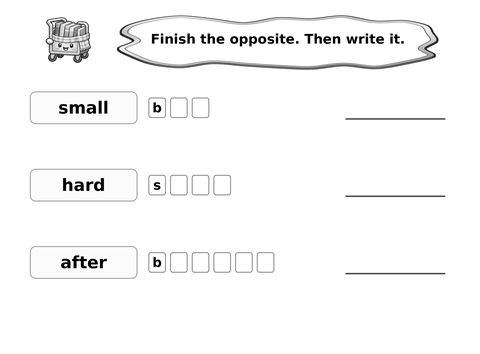 Finish the opposite. Then write it.
small b
hard s
after b